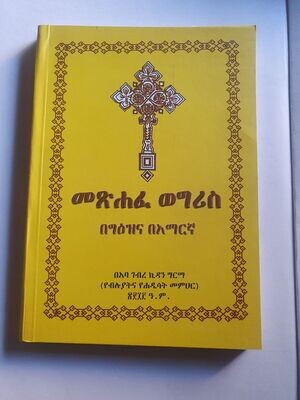 መጽሐፈ ወግሪስ
በግዕዝና በአማርኛ
በአባ ገብረ ኪዳን ግርማ
(የብሉያትና የሐዲሳት መምህር)
ዓ.ም.